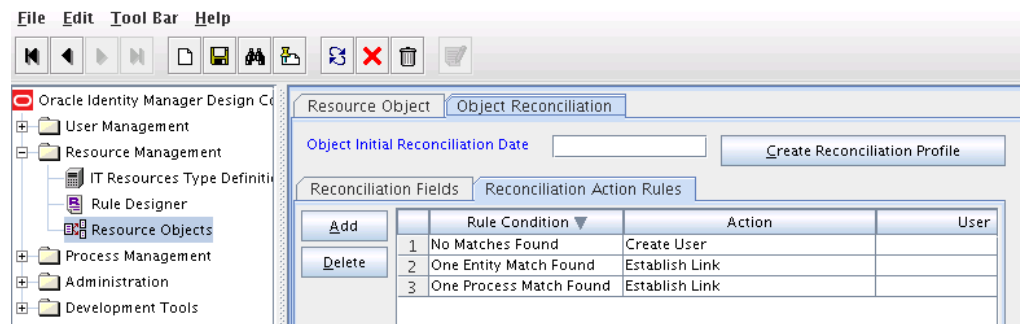 File Edit Tool Bar Help
Oracle Identity Manager Design Co
User Management
Resource Management
IT Resources Type Definiti
Rule Designer
Resource Objects
Process Management
Administration
Development Tools
Resource Object Object Reconciliation
Object Initial Reconciliation Date Create Reconciliation Profile
Reconciliation Fields Reconciliation Action Rules
Add
Delete
Rule Condition Action User
1 No Matches Found Create User
2 One Entity Match Found Establish Link
3 One Process Match Found Establish Link